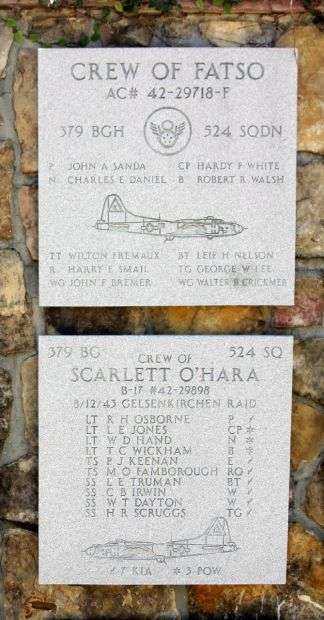 CREW OF FATSO
AC# 42-29718-F
379 BGH 524 SQDN
P JOHN A SANDA CP HARDY P WHITE
N CHARLES E DANIEL B ROBERT R WALSH
TT WILTON FREMAUX BT LEIF H NELSON
R HARRY E SMAIL TG GEORGE W LEE
WG JOHN F BREMER WG WALTER B CRICKMER
379 BG CREW OF 524 SQ
SCARLETT O'HARA
B-17 #42-29898
8/12/43 GELSENKIRCHEN RAID
LT R H OSBORNE P ✓
LT L E JONES CP *
LT W D HAND N *
LT T C WICKHAM B *
TS P J KEENAN E ✓
TS M O FAMBOROUGH RO ✓
SS L E TRUMAN BT ✓
SS C B IRWIN W ✓
SS W T DAYTON W ✓
SS H R SCRUGGS TG ✓
✓ 7 KIA * 3 POW